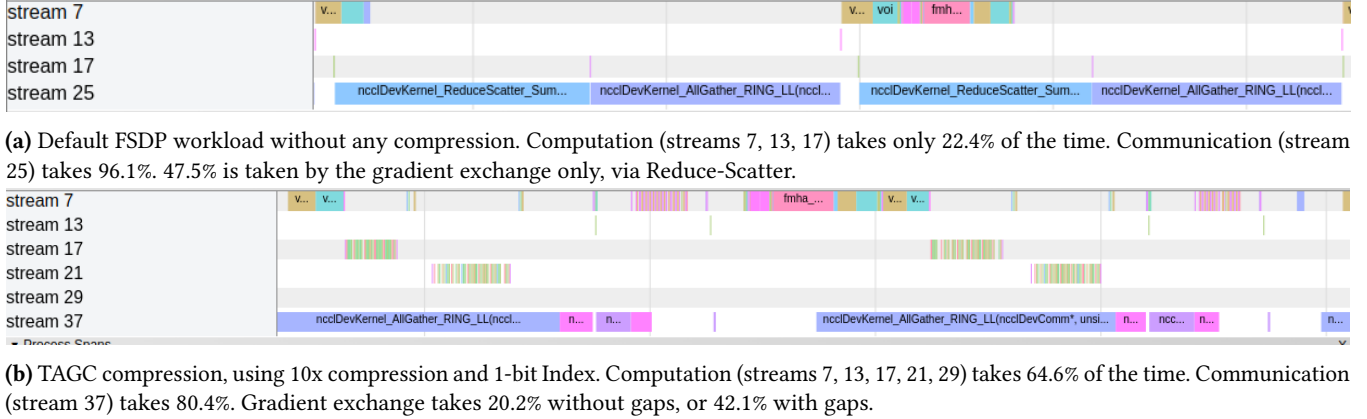 stream 7 v... v... voi fmh... v
stream 13
stream 17
stream 25 ncclDevKernel_ReduceScatter_Sum... ncclDevKernel_AllGather_RING_LL(nccl... ncclDevKernel_ReduceScatter_Sum... ncclDevKernel_AllGather_RING_LL(nccl...
(a) Default FSDP workload without any compression. Computation (streams 7, 13, 17) takes only 22.4% of the time. Communication (stream
25) takes 96.1%. 47.5% is taken by the gradient exchange only, via Reduce-Scatter.
stream 7 v... v... fmha_... v... v...
stream 13
stream 17
stream 21
stream 29
stream 37 ncclDevKernel_AllGather_RING_LL(nccl... n... n... ncclDevKernel_AllGather_RING_LL(ncclDevComm*, unsi... n... ncc... n... n...
Process Spans
(b) TAGC compression, using 10x compression and 1-bit Index. Computation (streams 7, 13, 17, 21, 29) takes 64.6% of the time. Communication
(stream 37) takes 80.4%. Gradient exchange takes 20.2% without gaps, or 42.1% with gaps.